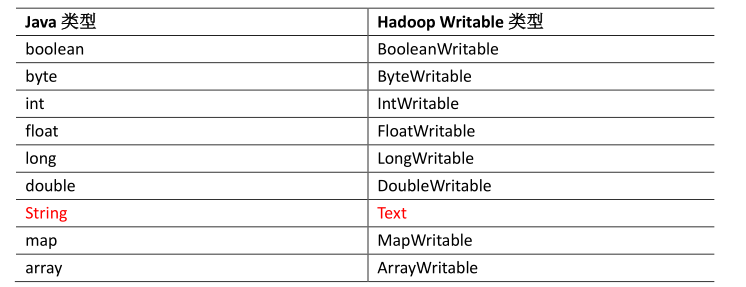 Java 类型 Hadoop Writable 类型
boolean BooleanWritable
byte ByteWritable
int IntWritable
float FloatWritable
long LongWritable
double DoubleWritable
String Text
map MapWritable
array ArrayWritable